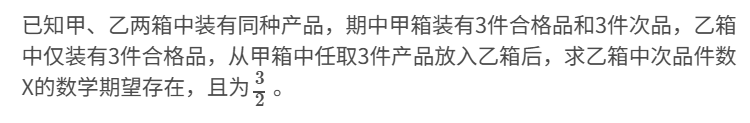 已知甲、乙两箱中装有同种产品，期中甲箱装有3件合格品和3件次品，乙箱
中仅装有3件合格品，从甲箱中任取3件产品放入乙箱后，求乙箱中次品件数
X的数学期望存在，且为 3/2 。